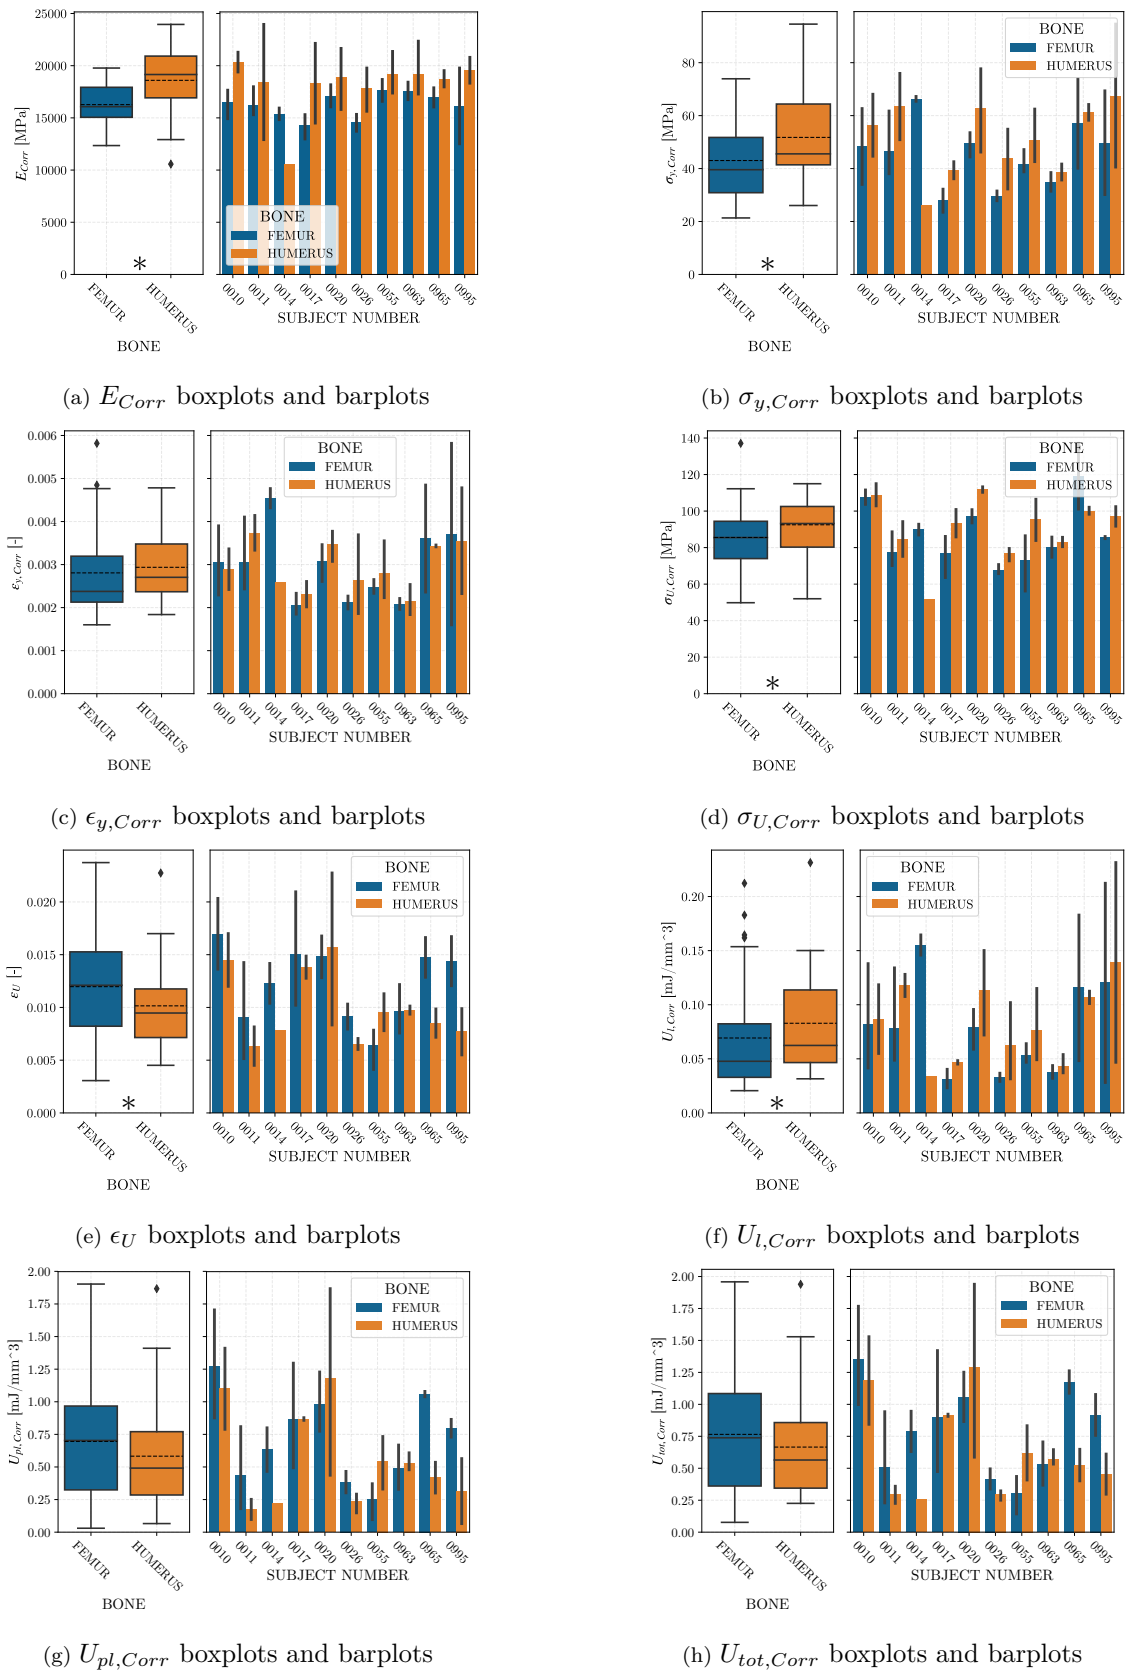 25000
20000
15000
10000
5000
0
E_Corr [MPa]
*
FEMUR
HUMERUS
BONE
BONE
FEMUR
HUMERUS
0010
0011
0014
0017
0020
0026
0055
0963
0965
0995
SUBJECT NUMBER
(a) E_Corr boxplots and barplots
80
60
40
20
0
σ_y,Corr [MPa]
*
FEMUR
HUMERUS
BONE
BONE
FEMUR
HUMERUS
0010
0011
0014
0017
0020
0026
0055
0963
0965
0995
SUBJECT NUMBER
(b) σ_y,Corr boxplots and barplots
0.006
0.005
0.004
0.003
0.002
0.001
0.000
ε_y,Corr [-]
FEMUR
HUMERUS
BONE
BONE
FEMUR
HUMERUS
0010
0011
0014
0017
0020
0026
0055
0963
0965
0995
SUBJECT NUMBER
(c) ϵ_y,Corr boxplots and barplots
140
120
100
80
60
40
20
0
σ_U,Corr [MPa]
*
FEMUR
HUMERUS
BONE
BONE
FEMUR
HUMERUS
0010
0011
0014
0017
0020
0026
0055
0963
0965
0995
SUBJECT NUMBER
(d) σ_U,Corr boxplots and barplots
0.020
0.015
0.010
0.005
0.000
ε_U [-]
*
FEMUR
HUMERUS
BONE
BONE
FEMUR
HUMERUS
0010
0011
0014
0017
0020
0026
0055
0963
0965
0995
SUBJECT NUMBER
(e) ϵ_U boxplots and barplots
0.20
0.15
0.10
0.05
0.00
U_l,Corr [mJ/mm^3]
*
FEMUR
HUMERUS
BONE
BONE
FEMUR
HUMERUS
0010
0011
0014
0017
0020
0026
0055
0963
0965
0995
SUBJECT NUMBER
(f) U_l,Corr boxplots and barplots
2.00
1.75
1.50
1.25
1.00
0.75
0.50
0.25
0.00
U_pl,Corr [mJ/mm^3]
FEMUR
HUMERUS
BONE
BONE
FEMUR
HUMERUS
0010
0011
0014
0017
0020
0026
0055
0963
0965
0995
SUBJECT NUMBER
(g) U_pl,Corr boxplots and barplots
2.00
1.75
1.50
1.25
1.00
0.75
0.50
0.25
0.00
U_tot,Corr [mJ/mm^3]
FEMUR
HUMERUS
BONE
BONE
FEMUR
HUMERUS
0010
0011
0014
0017
0020
0026
0055
0963
0965
0995
SUBJECT NUMBER
(h) U_tot,Corr boxplots and barplots